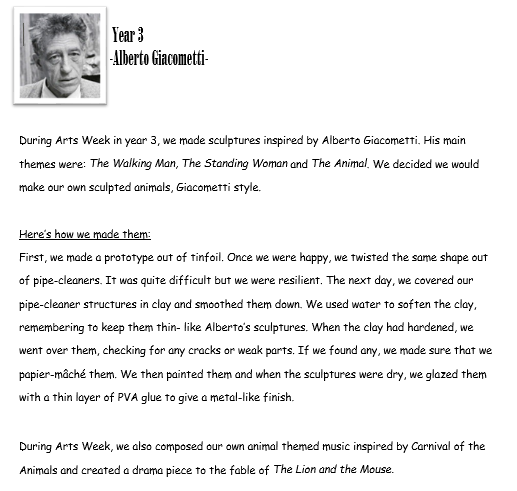 Year 3
-Alberto Giacometti-
During Arts Week in year 3, we made sculptures inspired by Alberto Giacometti. His main
themes were: The Walking Man, The Standing Woman and The Animal. We decided we would
make our own sculpted animals, Giacometti style.
Here's how we made them:
First, we made a prototype out of tinfoil. Once we were happy, we twisted the same shape out
of pipe-cleaners. It was quite difficult but we were resilient. The next day, we covered our
pipe-cleaner structures in clay and smoothed them down. We used water to soften the clay,
remembering to keep them thin- like Alberto's sculptures. When the clay had hardened, we
went over them, checking for any cracks or weak parts. If we found any, we made sure that we
papier-mâché them. We then painted them and when the sculptures were dry, we glazed them
with a thin layer of PVA glue to give a metal-like finish.
During Arts Week, we also composed our own animal themed music inspired by Carnival of the
Animals and created a drama piece to the fable of The Lion and the Mouse.